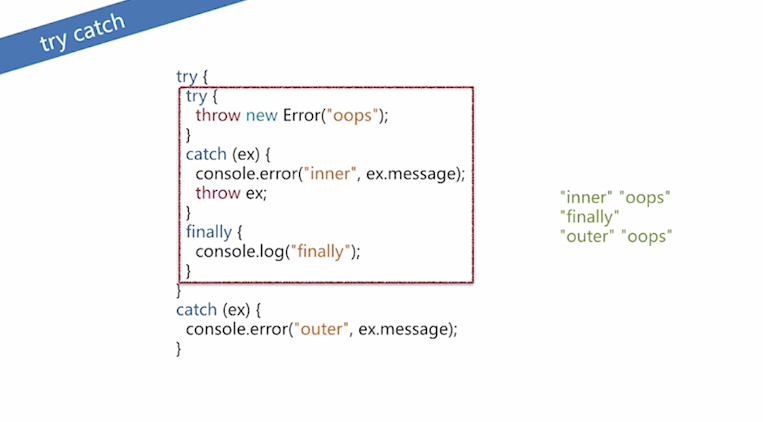 try catch
try {
try {
throw new Error("oops");
}
catch (ex) {
console.error("inner", ex.message);
throw ex;
}
finally {
console.log("finally");
}
}
catch (ex) {
console.error("outer", ex.message);
}
"inner" "oops"
"finally"
"outer" "oops"